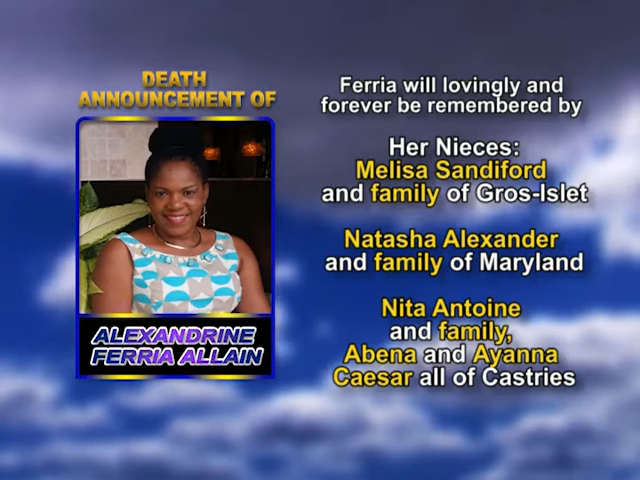 DEATH
ANNOUNCEMENT OF
ALEXANDRINE
FERRIA ALLAIN
Ferria will lovingly and
forever be remembered by
Her Nieces:
Melisa Sandiford
and family of Gros-Islet
Natasha Alexander
and family of Maryland
Nita Antoine
and family,
Abena and Ayanna
Caesar all of Castries